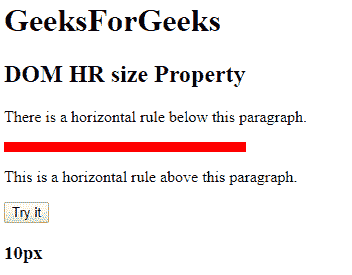 GeeksForGeeks
DOM HR size Property
There is a horizontal rule below this paragraph.
This is a horizontal rule above this paragraph.
Try it
10px